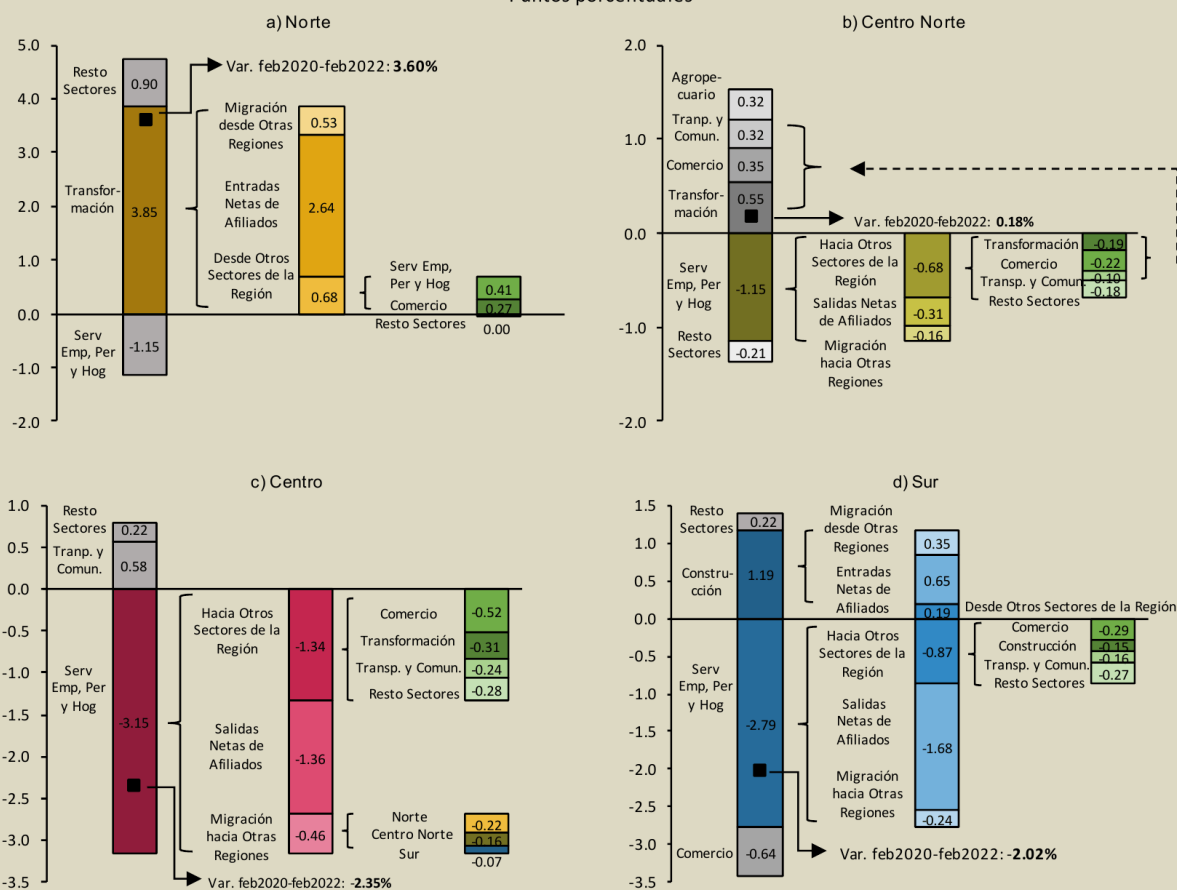 Puntos porcentuales
a) Norte
5.0
4.0
3.0
2.0
1.0
0.0
-1.0
-2.0
Resto
Sectores
0.90
Var. feb2020-feb2022: 3.60%
Transfor-
mación
3.85
Serv
Emp, Per
y Hog
-1.15
Migración
desde Otras
Regiones
0.53
Entradas
Netas de
Afiliados
2.64
Desde Otros
Sectores de la
Región
0.68
Serv Emp,
Per y Hog
0.41
Comercio
0.27
Resto Sectores
0.00
b) Centro Norte
2.0
1.0
0.0
-1.0
-2.0
Agrope-
cuario
0.32
Tranp. y
Comun.
0.32
Comercio
0.35
Transfor-
mación
0.55
Var. feb2020-feb2022: 0.18%
Serv
Emp, Per
y Hog
-1.15
Resto
Sectores
-0.21
Hacia Otros
Sectores de la
Región
-0.68
Salidas Netas
de Afiliados
-0.31
-0.16
Migración
hacia Otras
Regiones
Transformación
-0.19
Comercio
-0.22
Transp. y Comun.
-0.10
Resto Sectores
-0.18
c) Centro
1.0
0.5
0.0
-0.5
-1.0
-1.5
-2.0
-2.5
-3.0
-3.5
Resto
Sectores
0.22
Tranp. y
Comun.
0.58
Serv
Emp, Per
y Hog
-3.15
Hacia Otros
Sectores de la
Región
-1.34
Salidas
Netas de
Afiliados
-1.36
Migración
hacia Otras
Regiones
-0.46
Comercio
-0.52
Transformación
-0.31
Transp. y Comun.
-0.24
Resto Sectores
-0.28
Norte
-0.22
Centro Norte
-0.16
Sur
-0.07
Var. feb2020-feb2022: -2.35%
d) Sur
1.5
1.0
0.5
0.0
-0.5
-1.0
-1.5
-2.0
-2.5
-3.0
-3.5
Resto
Sectores
0.22
Constru-
cción
1.19
Serv
Emp, Per
y Hog
-2.79
Comercio
-0.64
Migración
desde Otras
Regiones
0.35
Entradas
Netas de
Afiliados
0.65
0.19
Desde Otros Sectores de la Región
Hacia Otros
Sectores de la
Región
-0.87
Salidas
Netas de
Afiliados
-1.68
Migración
hacia Otras
Regiones
-0.24
Comercio
-0.29
Construcción
-0.15
Transp. y Comun.
-0.16
Resto Sectores
-0.27
Var. feb2020-feb2022: -2.02%